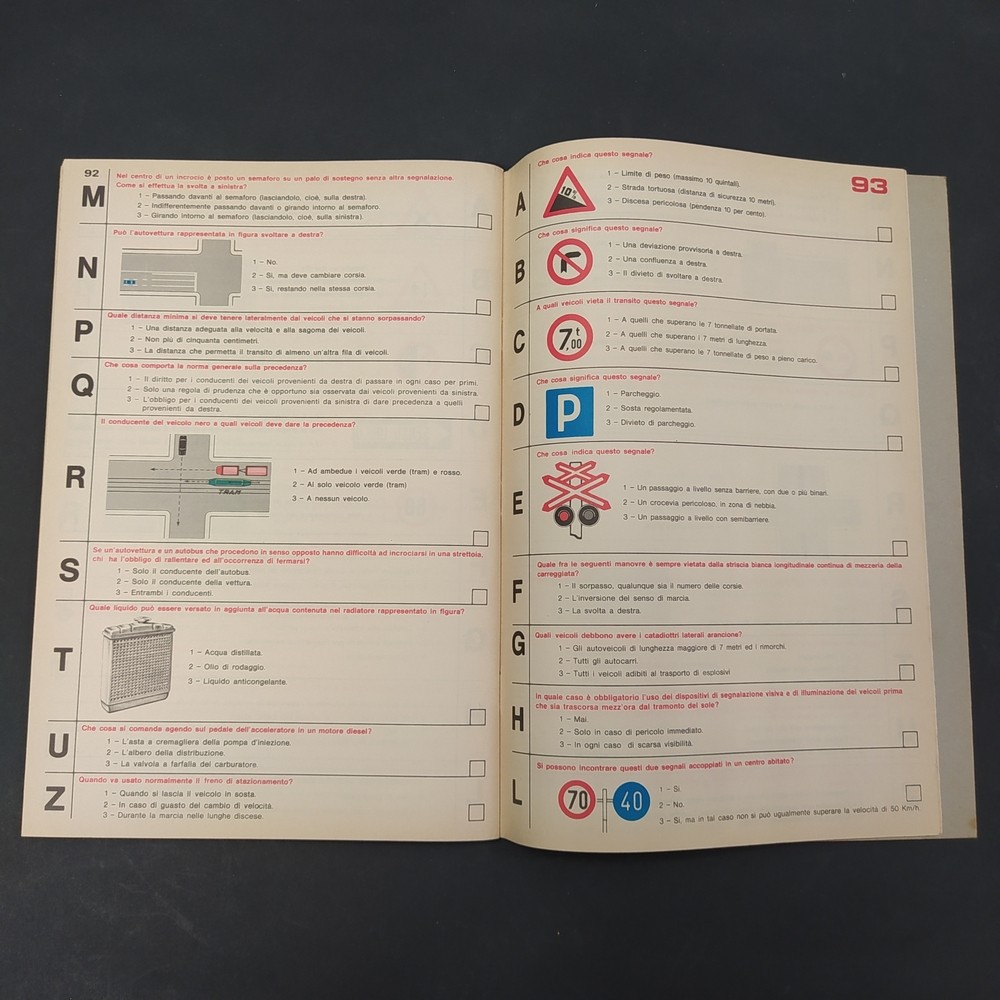 92
M
Nel centro di un incrocio è posto un semaforo su un palo di sostegno senza altra segnalazione.
Come si effettua la svolta a sinistra?
1 - Passando davanti al semaforo (lasciandolo, cioè, sulla destra).
2 - Indifferentemente passando davanti o girando intorno al semaforo.
3 - Girando intorno al semaforo (lasciandolo, cioè, sulla sinistra).
N
Può l'autovettura rappresentata in figura svoltare a destra?
1 - No.
2 - Sì, ma deve cambiare corsia.
3 - Sì, restando nella stessa corsia.
P
Quale distanza minima si deve tenere lateralmente dai veicoli che si stanno sorpassando?
1 - Una distanza adeguata alla velocità e alla sagoma dei veicoli.
2 - Non più di cinquanta centimetri.
3 - La distanza che permetta il transito di almeno un'altra fila di veicoli.
Q
Che cosa comporta la norma generale sulla precedenza?
1 - Il diritto per i conducenti dei veicoli provenienti da destra di passare in ogni caso per primi.
2 - Solo una regola di prudenza che è opportuno sia osservata dai veicoli provenienti da sinistra.
3 - L'obbligo per i conducenti dei veicoli provenienti da sinistra di dare precedenza a quelli
provenienti da destra.
R
Il conducente del veicolo nero a quali veicoli deve dare la precedenza?
TRAM
1 - Ad ambedue i veicoli verde (tram) e rosso.
2 - Al solo veicolo verde (tram)
3 - A nessun veicolo.
S
Se un'autovettura e un autobus che procedono in senso opposto hanno difficoltà ad incrociarsi in una strettoia,
chi ha l'obbligo di rallentare ed all'occorrenza di fermarsi?
1 - Solo il conducente dell'autobus.
2 - Solo il conducente della vettura.
3 - Entrambi i conducenti.
T
Quale liquido può essere versato in aggiunta all'acqua contenuta nel radiatore rappresentato in figura?
1 - Acqua distillata.
2 - Olio di rodaggio.
3 - Liquido anticongelante.
U
Che cosa si comanda agendo sul pedale dell'acceleratore in un motore diesel?
1 - L'asta a cremagliera della pompa d'iniezione.
2 - L'albero della distribuzione.
3 - La valvola a farfalla del carburatore.
Z
Quando va usato normalmente il freno di stazionamento?
1 - Quando si lascia il veicolo in sosta.
2 - In caso di guasto del cambio di velocità.
3 - Durante la marcia nelle lunghe discese.
93
A
Che cosa indica questo segnale?
10%
1 - Limite di peso (massimo 10 quintali).
2 - Strada tortuosa (distanza di sicurezza 10 metri).
3 - Discesa pericolosa (pendenza 10 per cento).
B
Che cosa significa questo segnale?
1 - Una deviazione provvisoria a destra.
2 - Una confluenza a destra.
3 - Il divieto di svoltare a destra.
C
A quali veicoli vieta il transito questo segnale?
7,00 t
1 - A quelli che superano le 7 tonnellate di portata.
2 - A quelli che superano i 7 metri di lunghezza.
3 - A quelli che superano le 7 tonnellate di peso a pieno carico.
D
Che cosa significa questo segnale?
P
1 - Parcheggio.
2 - Sosta regolamentata.
3 - Divieto di parcheggio.
E
Che cosa indica questo segnale?
1 - Un passaggio a livello senza barriere, con due o più binari.
2 - Un crocevia pericoloso, in zona di nebbia.
3 - Un passaggio a livello con semibarriere.
F
Quale fra le seguenti manovre è sempre vietata dalla striscia bianca longitudinale continua di mezzeria della
carreggiata?
1 - Il sorpasso, qualunque sia il numero delle corsie.
2 - L'inversione del senso di marcia.
3 - La svolta a destra.
G
Quali veicoli debbono avere i catadiottri laterali arancione?
1 - Gli autoveicoli di lunghezza maggiore di 7 metri ed i rimorchi.
2 - Tutti gli autocarri.
3 - Tutti i veicoli adibiti al trasporto di esplosivi
H
In quale caso è obbligatorio l'uso dei dispositivi di segnalazione visiva e di illuminazione dei veicoli prima
che sia trascorsa mezz'ora dal tramonto del sole?
1 - Mai.
2 - Solo in caso di pericolo immediato.
3 - In ogni caso di scarsa visibilità.
L
Si possono incontrare questi due segnali accoppiati in un centro abitato?
70
40
1 - Sì.
2 - No.
3 - Sì, ma in tal caso non si può ugualmente superare la velocità di 50 Km/h.